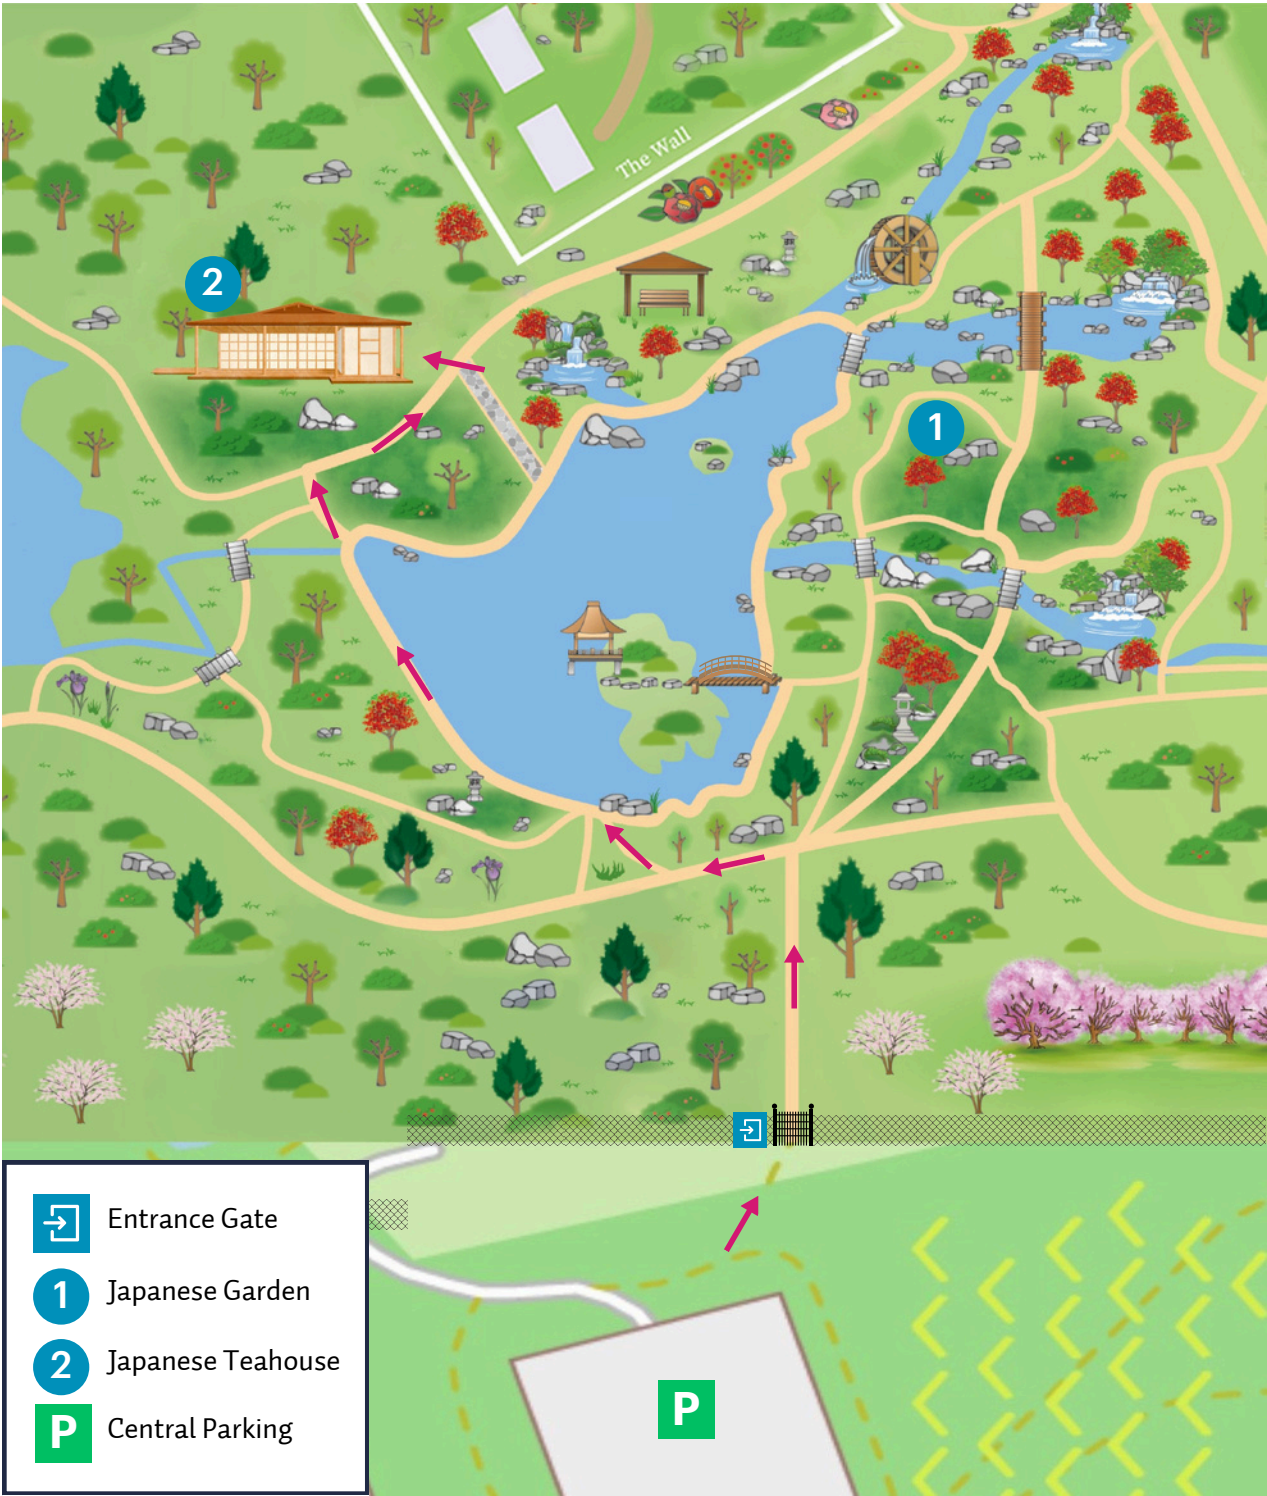 The Wall
2
1
P
Entrance Gate
1 Japanese Garden
2 Japanese Teahouse
P Central Parking